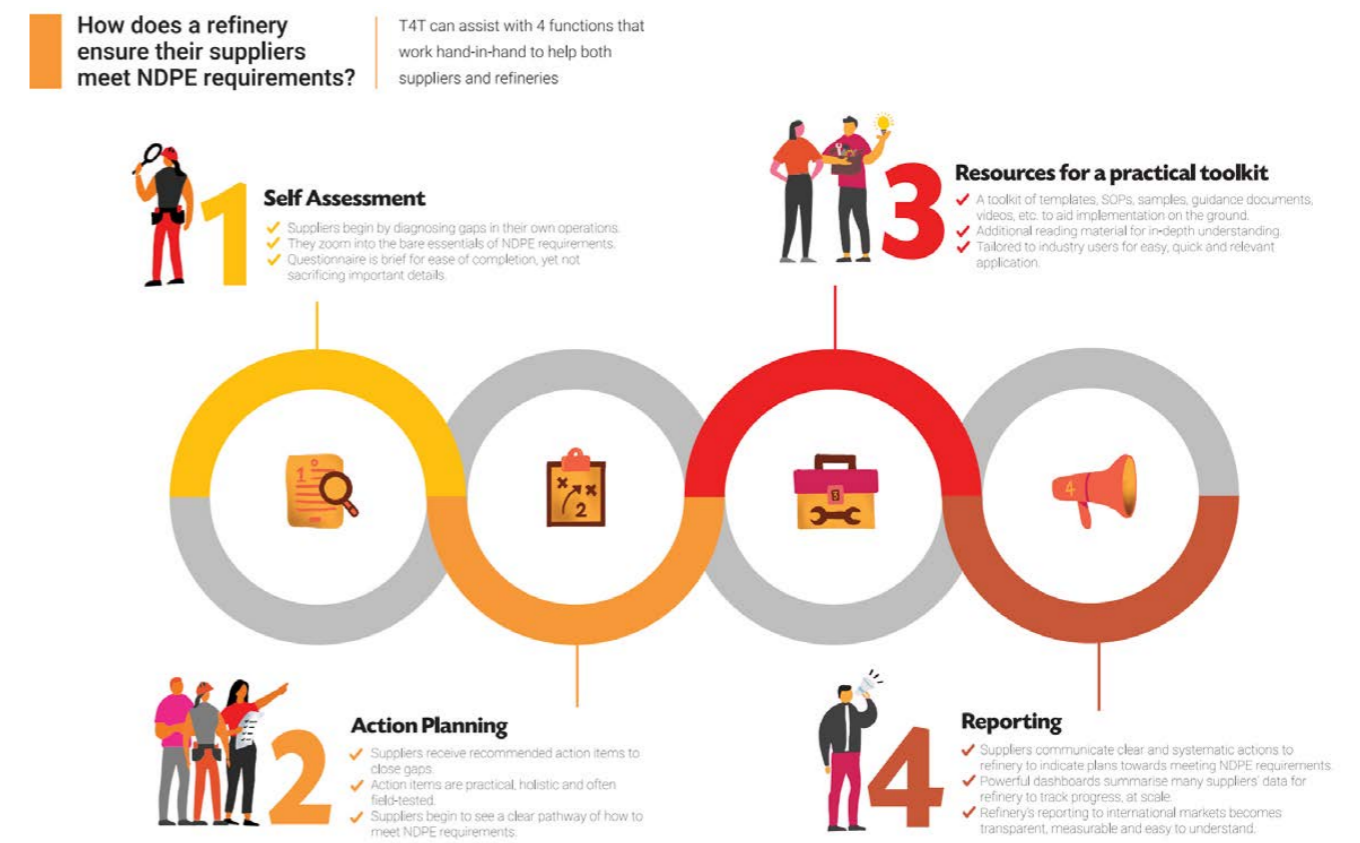 How does a refinery
ensure their suppliers
meet NDPE requirements?
T4T can assist with 4 functions that
work hand-in-hand to help both
suppliers and refineries
1
Self Assessment
Suppliers begin by diagnosing gaps in their own operations.
They zoom into the bare essentials of NDPE requirements.
Questionnaire is brief for ease of completion, yet not
sacrificing important details.
3
Resources for a practical toolkit
A toolkit of templates, SOPs, samples, guidance documents,
videos, etc. to aid implementation on the ground.
Additional reading material for in-depth understanding.
Tailored to industry users for easy, quick and relevant
application.
1
2
4
2
Action Planning
Suppliers receive recommended action items to
close gaps.
Action items are practical, holistic and often
field-tested.
Suppliers begin to see a clear pathway of how to
meet NDPE requirements.
4
Reporting
Suppliers communicate clear and systematic actions to
refinery to indicate plans towards meeting NDPE requirements.
Powerful dashboards summarise many suppliers' data for
refinery to track progress, at scale.
Refinery's reporting to international markets becomes
transparent, measurable and easy to understand.